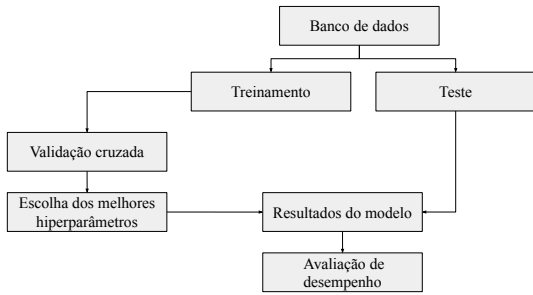 Banco de dados
Treinamento
Teste
Validação cruzada
Escolha dos melhores
hiperparâmetros
Resultados do modelo
Avaliação de
desempenho